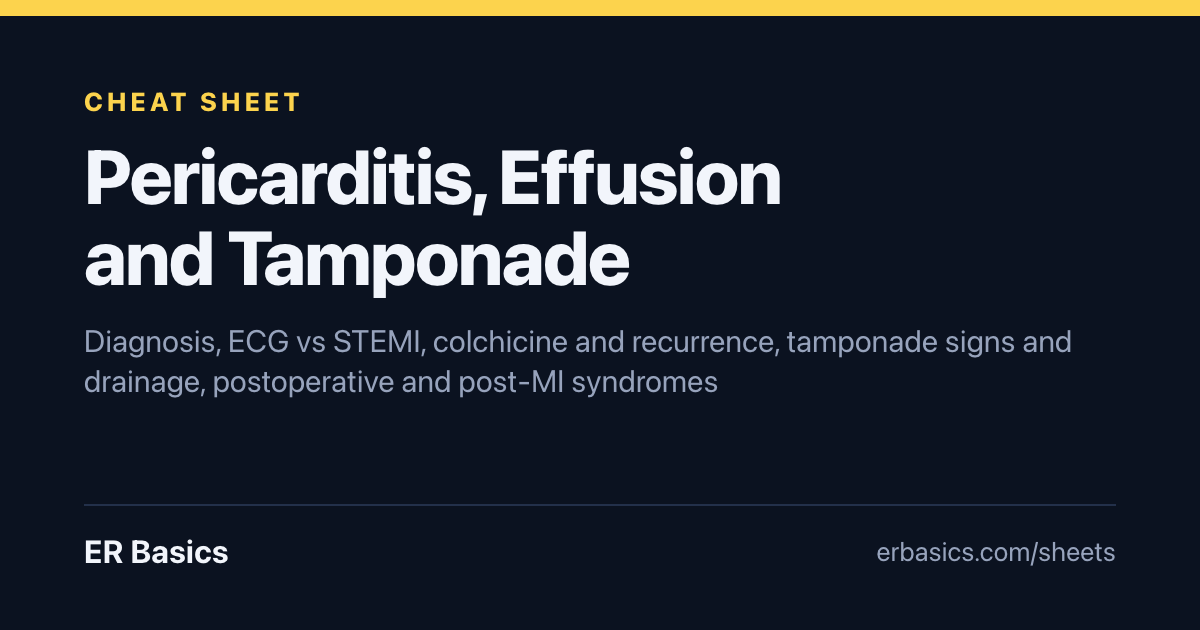 CHEAT SHEET
Pericarditis, Effusion
and Tamponade
Diagnosis, ECG vs STEMI, colchicine and recurrence, tamponade signs and
drainage, postoperative and post-MI syndromes
ER Basics
erbasics.com/sheets